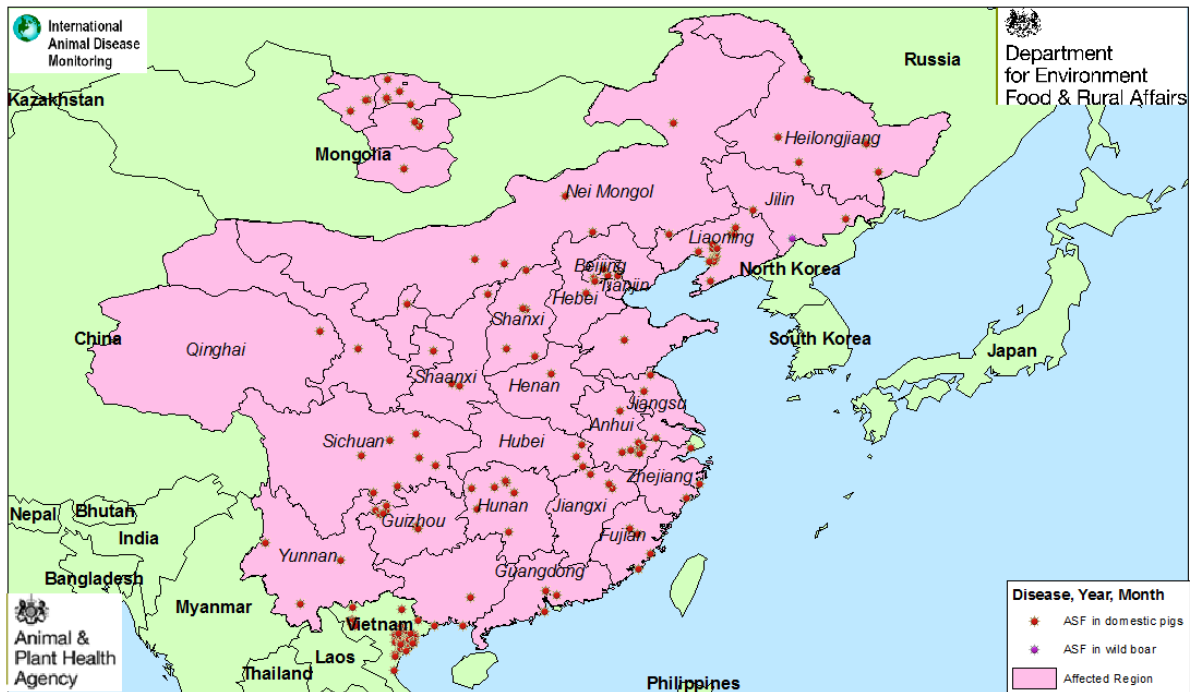 International
Animal Disease
Monitoring
Department
for Environment
Food & Rural Affairs
Russia
Kazakhstan
Mongolia
Heilongjiang
Nei Mongol
Jilin
Liaoning
Beijing
Tianjin
North Korea
Hebei
Shanxi
South Korea
China
Qinghai
Japan
Shaanxi
Henan
Jiangsu
Anhui
Sichuan
Hubei
Zhejiang
Hunan
Jiangxi
Nepal
Bhutan
Guizhou
Fujian
India
Yunnan
Guangdong
Bangladesh
Myanmar
Vietnam
Laos
Thailand
Philippines
Animal &
Plant Health
Agency
Disease, Year, Month
ASF in domestic pigs
ASF in wild boar
Affected Region